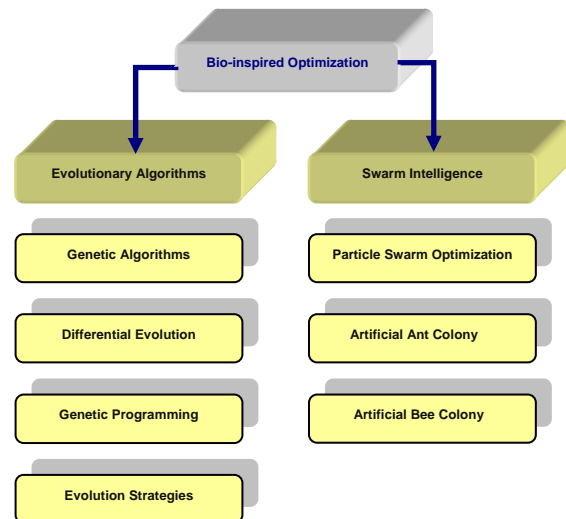 Bio-inspired Optimization
Evolutionary Algorithms
Swarm Intelligence
Genetic Algorithms
Particle Swarm Optimization
Differential Evolution
Artificial Ant Colony
Genetic Programming
Artificial Bee Colony
Evolution Strategies